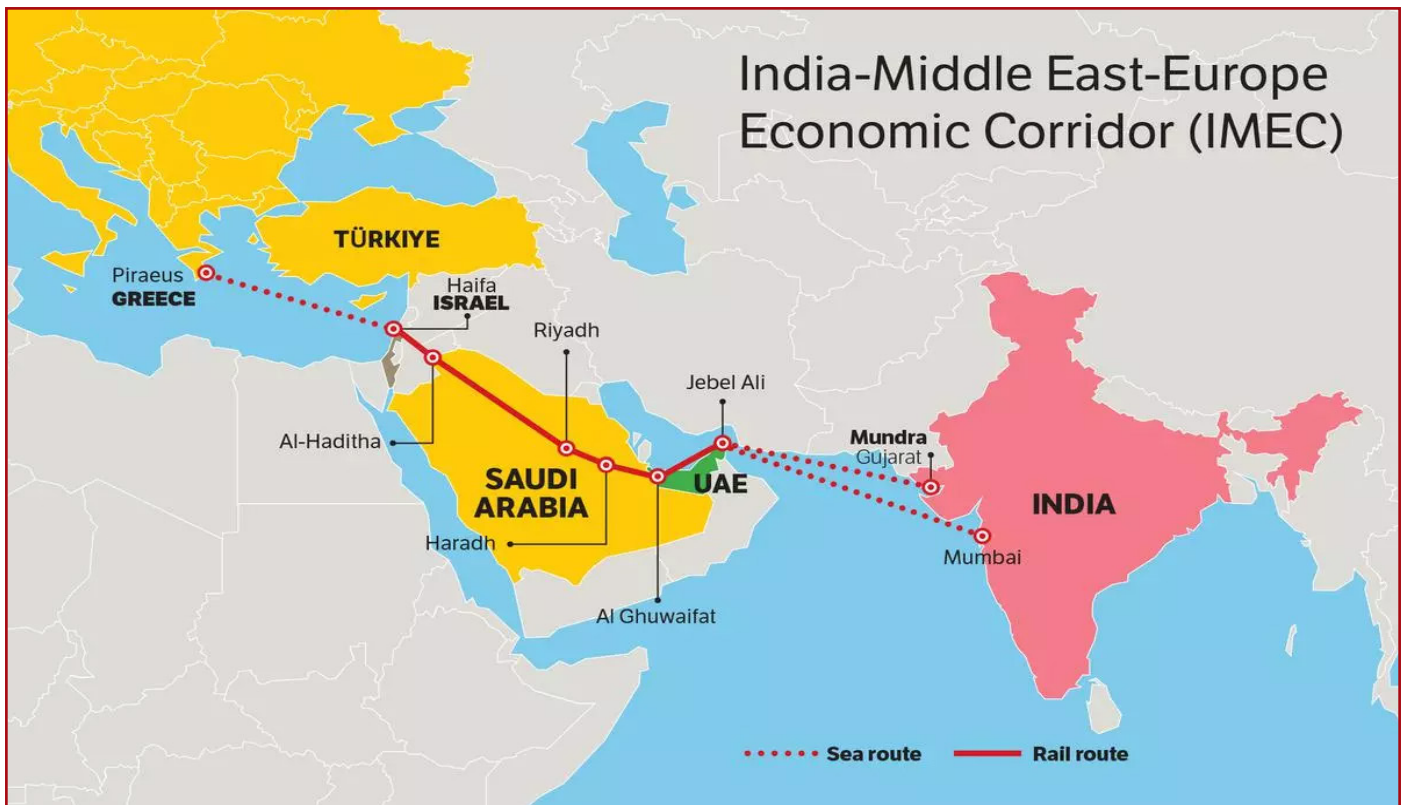 India-Middle East-Europe
Economic Corridor (IMEC)
TÜRKIYE
Piraeus
GREECE
Haifa
ISRAEL
Riyadh
Jebel Ali
Al-Haditha
Mundra
Gujarat
SAUDI
ARABIA
UAE
INDIA
Haradh
Mumbai
Al Ghuwaifat
Sea route
Rail route